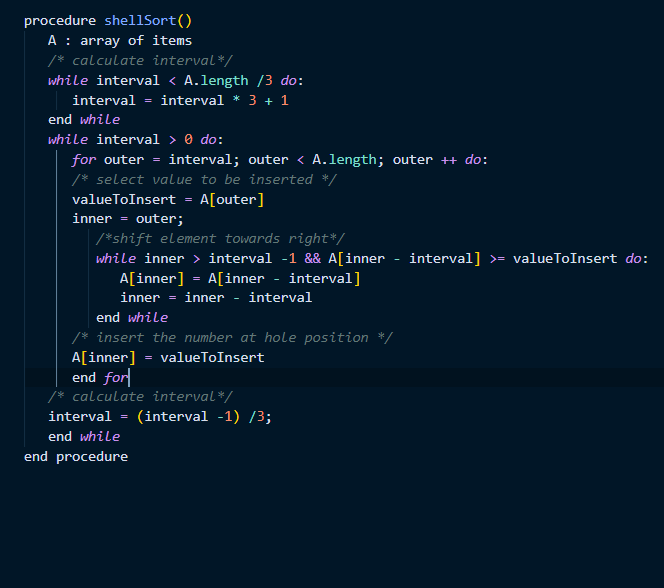 procedure shellSort()
A : array of items
/* calculate interval*/
while interval < A.length /3 do:
interval = interval * 3 + 1
end while
while interval > 0 do:
for outer = interval; outer < A.length; outer ++ do:
/* select value to be inserted */
valueToInsert = A[outer]
inner = outer;
/*shift element towards right*/
while inner > interval -1 && A[inner - interval] >= valueToInsert do:
A[inner] = A[inner - interval]
inner = inner - interval
end while
/* insert the number at hole position */
A[inner] = valueToInsert
end for
/* calculate interval*/
interval = (interval -1) /3;
end while
end procedure